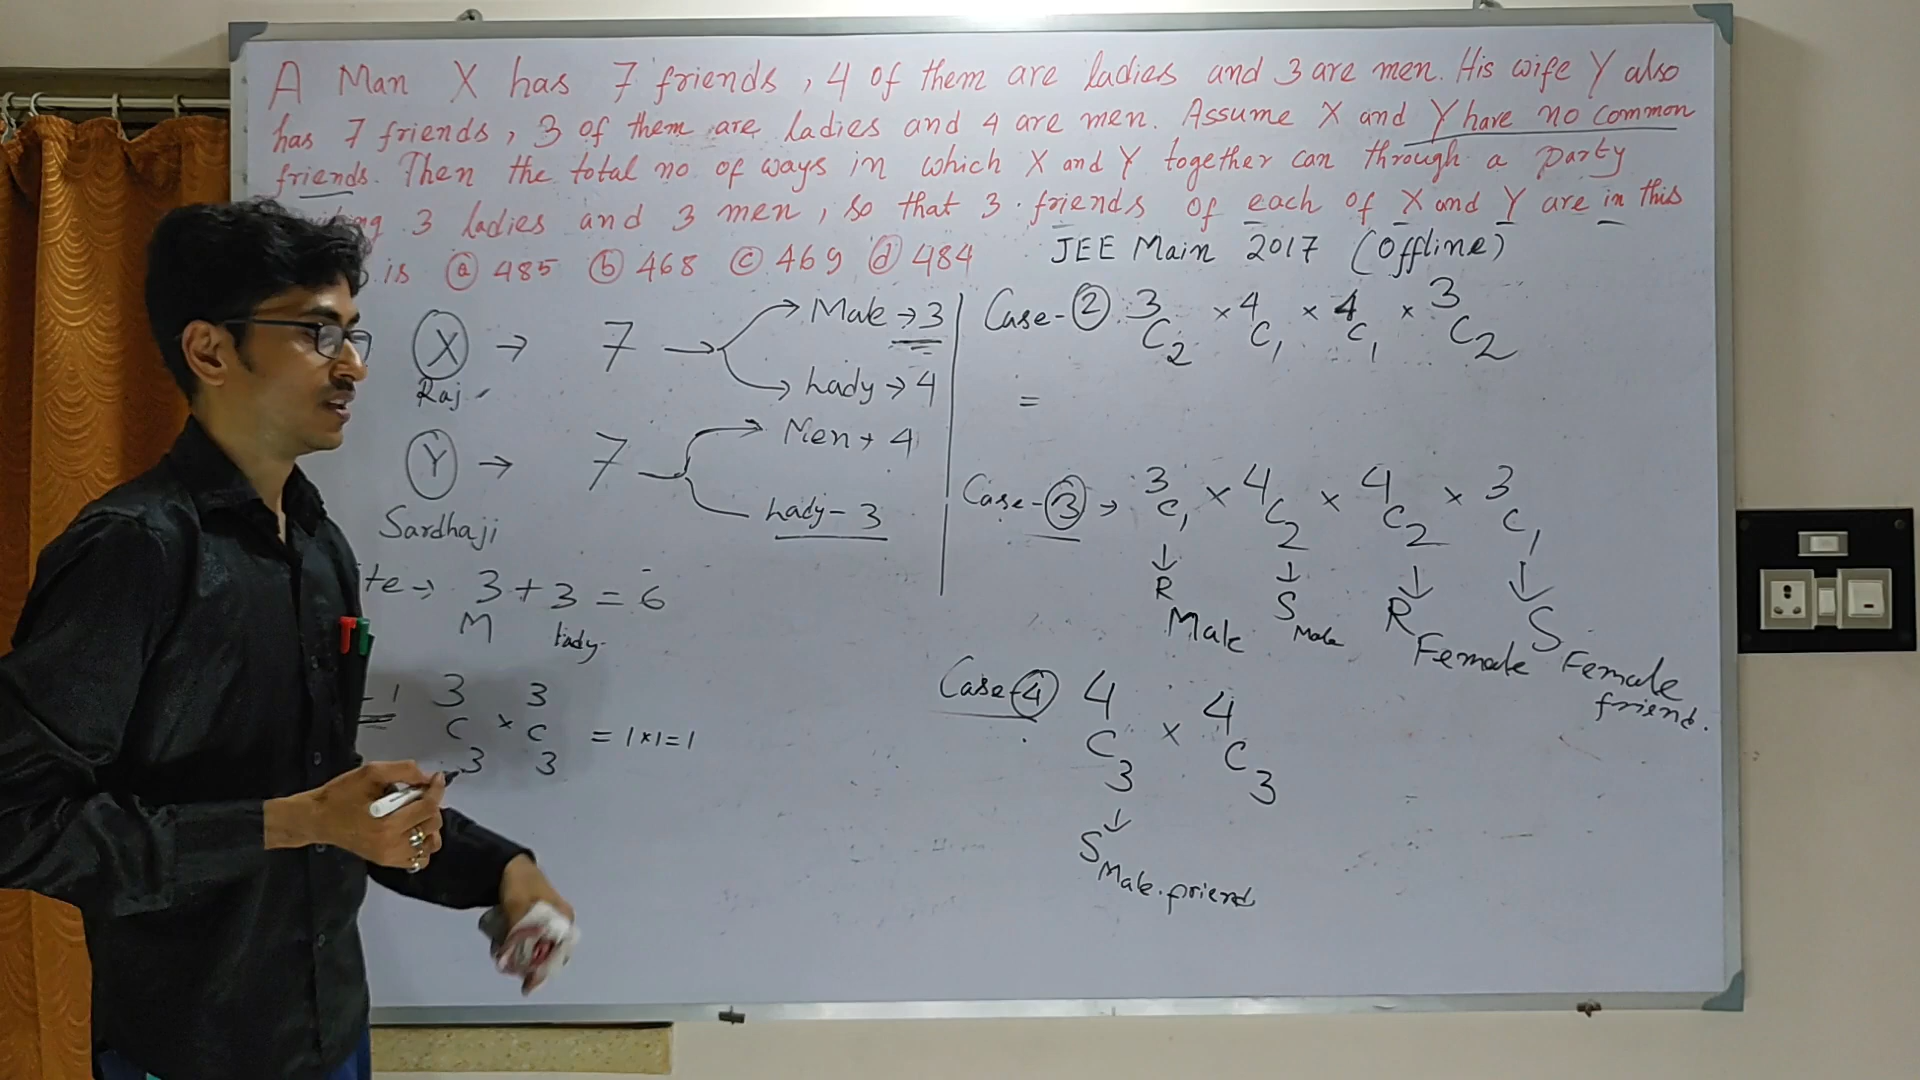 A Man X has 7 friends, 4 of them are ladies and 3 are men. His wife Y also
has 7 friends, 3 of them are ladies and 4 are men. Assume X and Y have no common
friends. Then the total no of ways in which X and Y together can through a party
3 ladies and 3 men, so that 3 friends of each of X and Y are in this
is (a) 485 (b) 468 (c) 469 (d) 484 JEE Main 2017 (Offline)
(X) → 7 → Male → 3
Raj
Lady → 4
(Y) → 7 Men → 4
Sardhaji
Lady - 3
3 + 3 = 6
M Lady
1 3C3 × 3C3 = 1×1=1
Case-(2) 3C2 × 4C1 × 4C1 × 3C2
=
Case-(3) → 3C1 × 4C2 × 4C2 × 3C1
R Male S Male R Female S Female friend.
Case-(4) 4C3 × 4C3
S Male friend